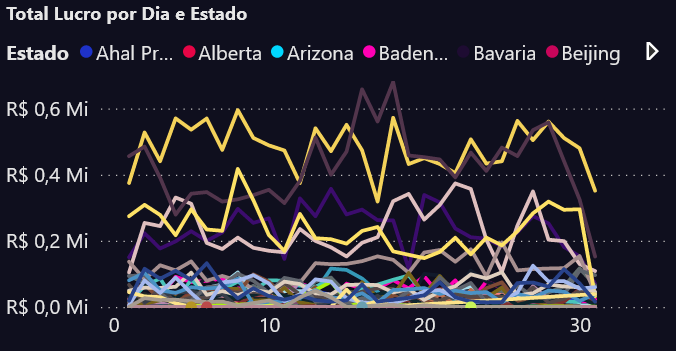 Total Lucro por Dia e Estado
Estado Ahal Pr... Alberta Arizona Baden... Bavaria Beijing
R$ 0,6 Mi
R$ 0,4 Mi
R$ 0,2 Mi
R$ 0,0 Mi
0 10 20 30